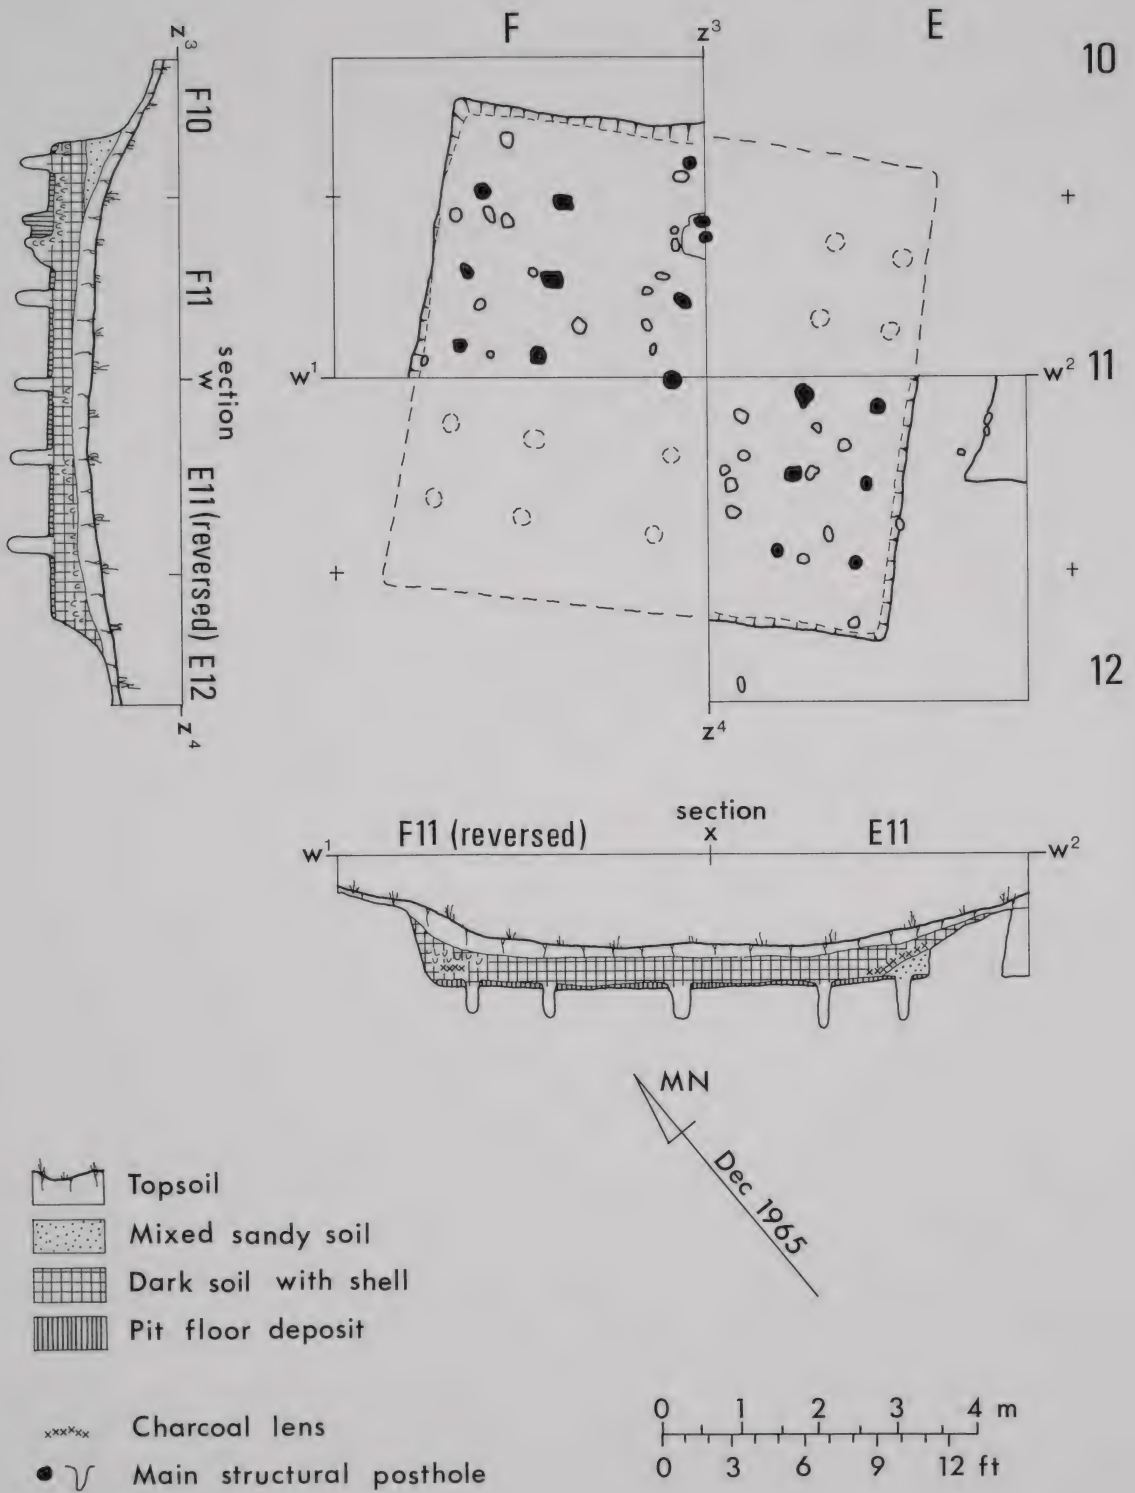 F
z³
E
10
11
12
w¹
w²
z⁴
z³
F10
F11
section
w
E11 (reversed) E12
z⁴
section
x
F11 (reversed)
E11
w¹
w²
MN
Dec 1965
Topsoil
Mixed sandy soil
Dark soil with shell
Pit floor deposit
Charcoal lens
Main structural posthole
0 1 2 3 4 m
0 3 6 9 12 ft